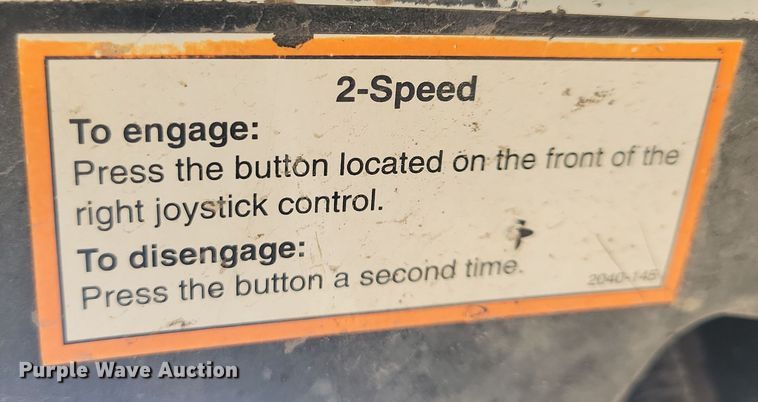 2-Speed
To engage:
Press the button located on the front of the
right joystick control.
To disengage:
Press the button a second time.
2040-145
Purple Wave Auction